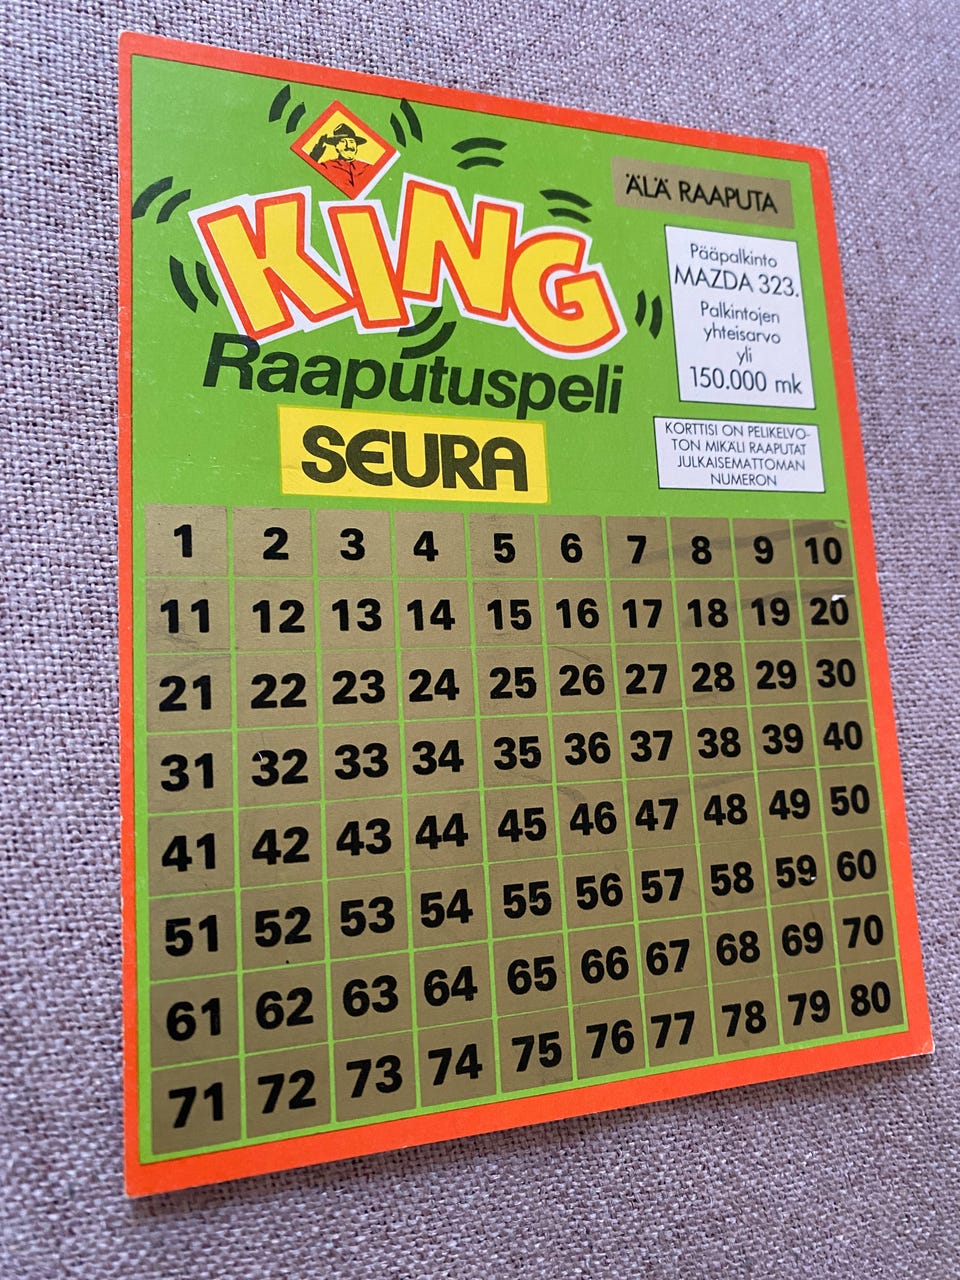 KING
Raaputuspeli
SEURA
ÄLÄ RAAPUTA
Pääpalkinto
MAZDA 323.
Palkintojen
yhteisarvo
yli
150.000 mk
KORTTISI ON PELIKELVO-
TON MIKÄLI RAAPUTAT
JULKAISEMATTOMAN
NUMERON
1 2 3 4 5 6 7 8 9 10
11 12 13 14 15 16 17 18 19 20
21 22 23 24 25 26 27 28 29 30
31 32 33 34 35 36 37 38 39 40
41 42 43 44 45 46 47 48 49 50
51 52 53 54 55 56 57 58 59 60
61 62 63 64 65 66 67 68 69 70
71 72 73 74 75 76 77 78 79 80